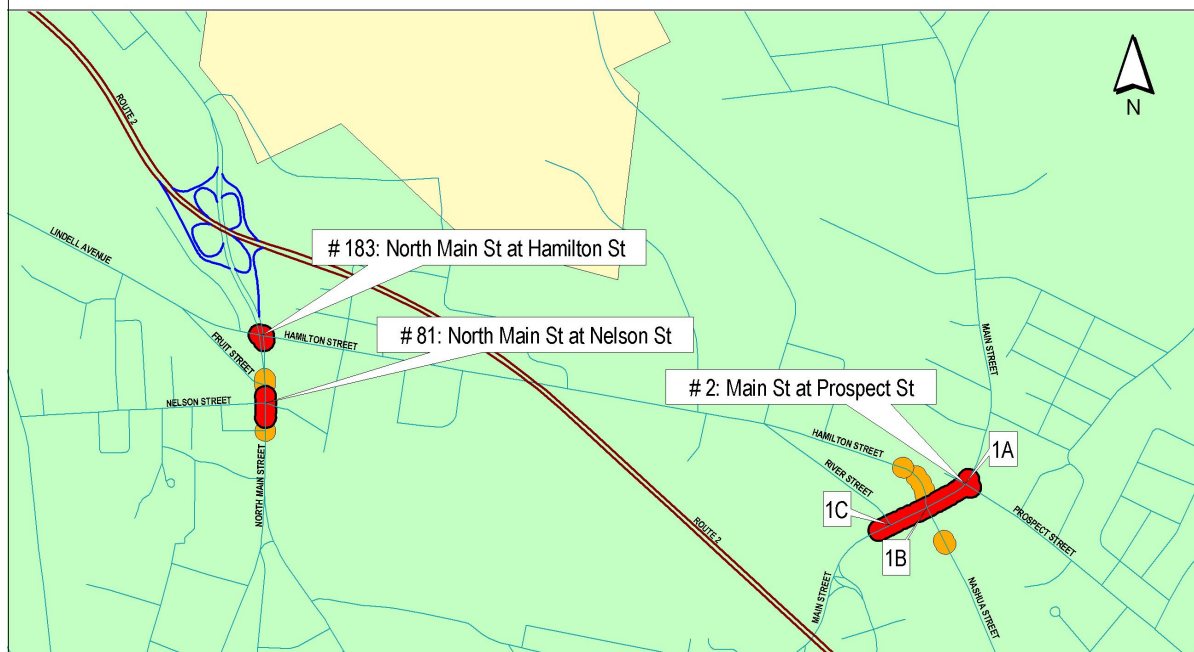 ROUTE 2
N
LINDELL AVENUE
# 183: North Main St at Hamilton St
HAMILTON STREET
# 81: North Main St at Nelson St
FRUIT STREET
MAIN STREET
NELSON STREET
# 2: Main St at Prospect St
HAMILTON STREET
1A
RIVER STREET
NORTH MAIN STREET
1C
PROSPECT STREET
ROUTE 2
1B
MAIN STREET
NASHUA STREET